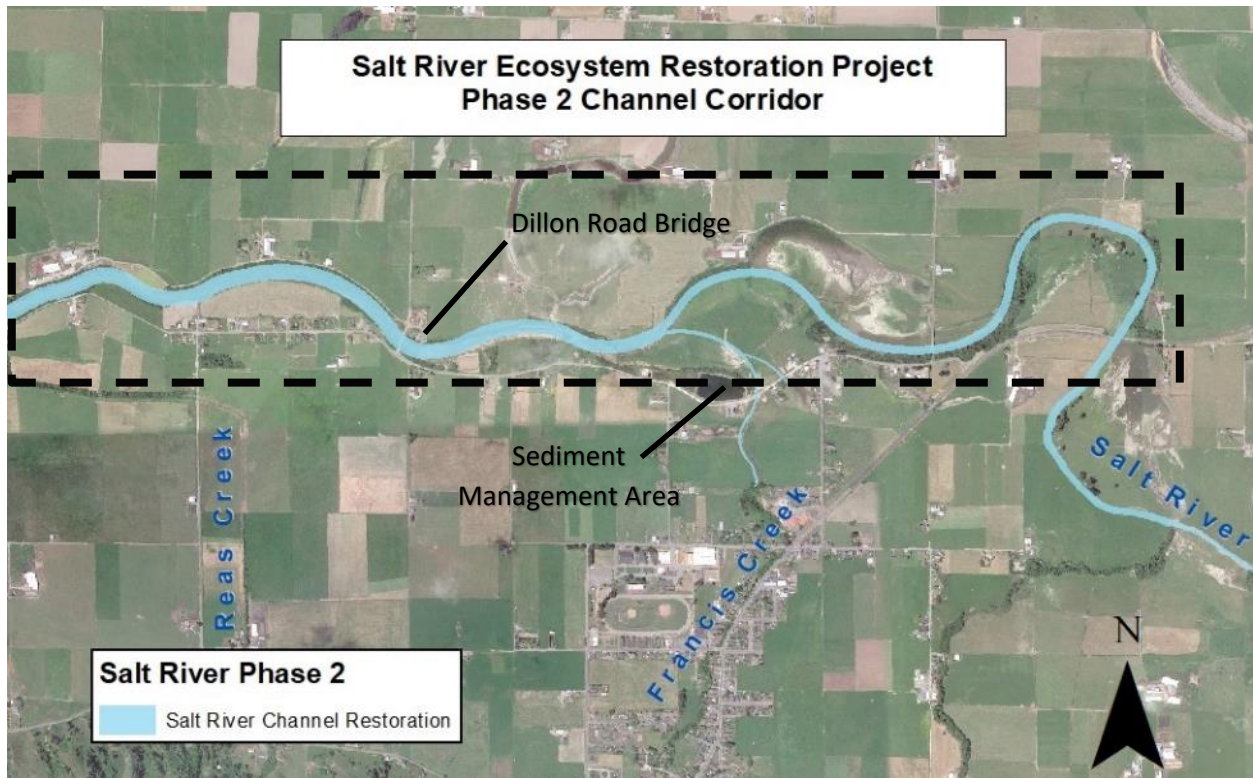 Salt River Ecosystem Restoration Project
Phase 2 Channel Corridor
Dillon Road Bridge
Sediment
Management Area
Salt River
Reas Creek
Francis Creek
N
Salt River Phase 2
Salt River Channel Restoration